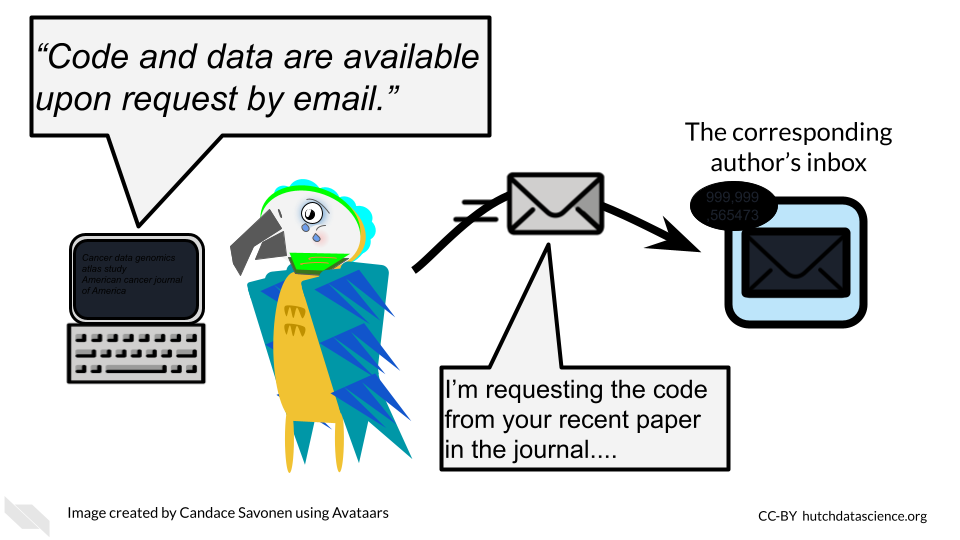 “Code and data are available
upon request by email.”
The corresponding
author’s inbox
999,999
,565473
Cancer data genomics
atlas study
American cancer journal
of America
I’m requesting the code
from your recent paper
in the journal....
Image created by Candace Savonen using Avataars
CC-BY hutchdatascience.org